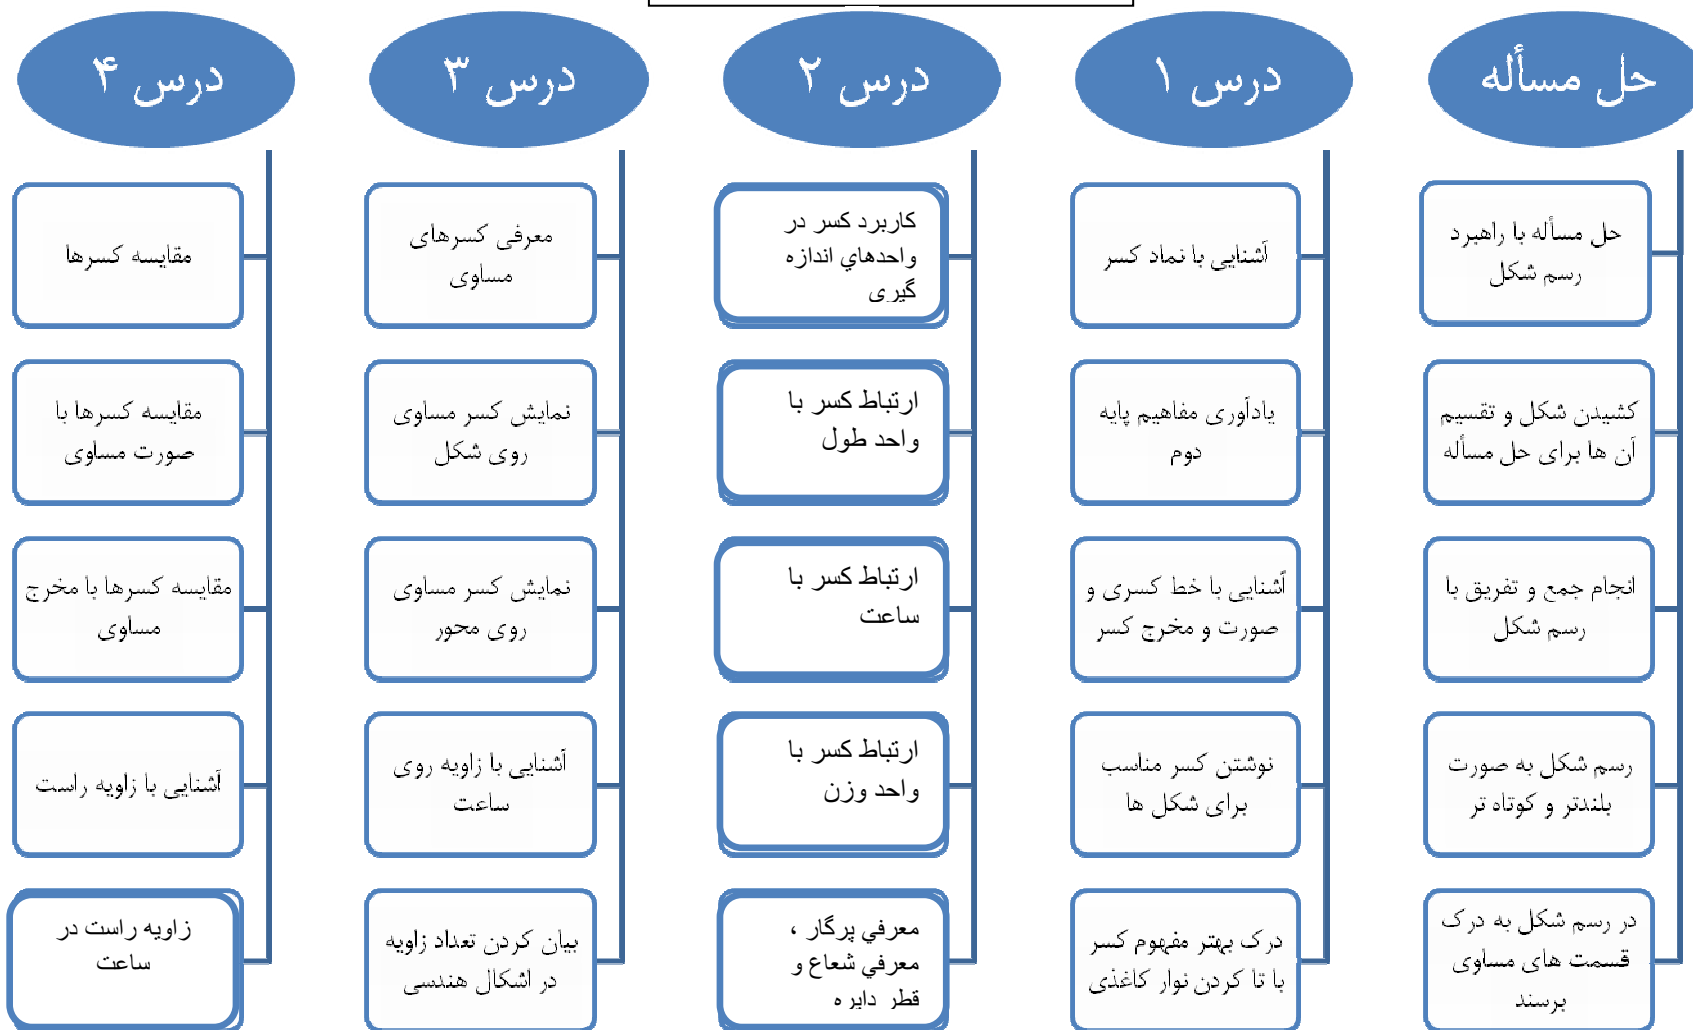 حل مسأله
حل مسأله با راهبرد
رسم شکل
کشیدن شکل و تقسیم
آن ها برای حل مسأله
انجام جمع و تفریق با
رسم شکل
رسم شکل به صورت
بلندتر و کوتاه تر
در رسم شکل به درک
قسمت های مساوی
برسند
درس ۱
آشنایی با نماد کسر
یادآوری مفاهیم پایه
دوم
آشنایی با خط کسری و
صورت و مخرج کسر
نوشتن کسر مناسب
برای شکل ها
درک بهتر مفهوم کسر
با تا کردن نوار کاغذی
درس ۲
کاربرد کسر در
واحدهاي اندازه
گیری
ارتباط کسر با
واحد طول
ارتباط کسر با
ساعت
ارتباط کسر با
واحد وزن
معرفي پرگار ،
معرفي شعاع و
قطر دایره
درس ۳
معرفی کسرهای
مساوی
نمایش کسر مساوی
روی شکل
نمایش کسر مساوی
روی محور
آشنایی با زاویه روی
ساعت
بیان کردن تعداد زاویه
در اشکال هندسی
درس ۴
مقایسه کسرها
مقایسه کسرها با
صورت مساوی
مقایسه کسرها با مخرج
مساوی
آشنایی با زاویه راست
زاویه راست در
ساعت